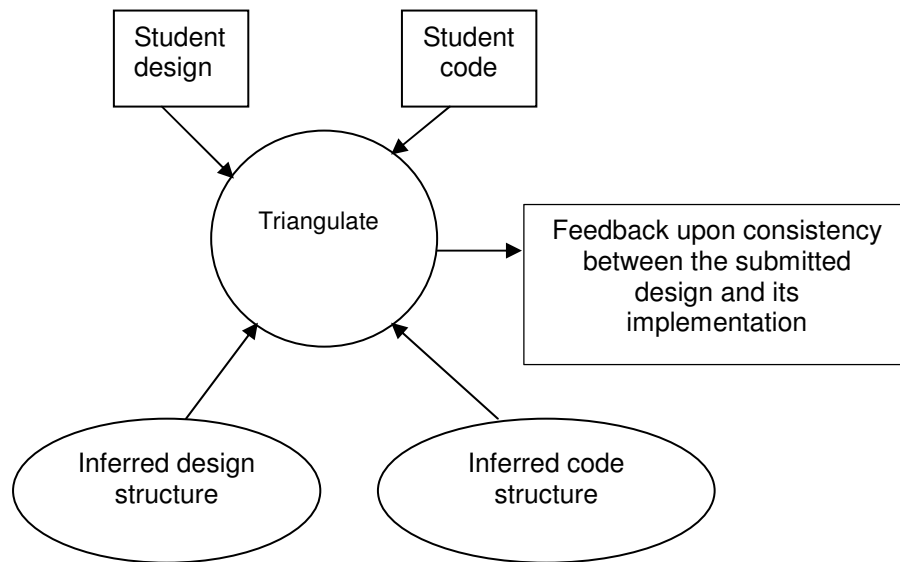 Student
design
Student
code
Triangulate
Feedback upon consistency
between the submitted
design and its
implementation
Inferred design
structure
Inferred code
structure